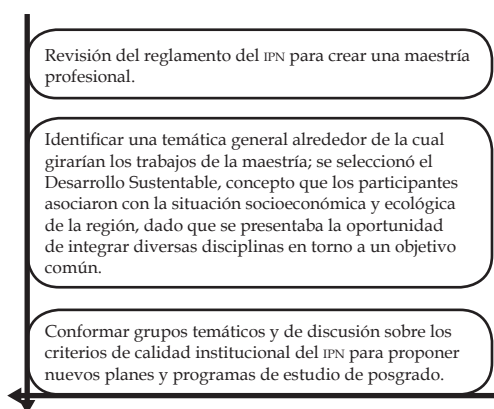 Revisión del reglamento del IPN para crear una maestría
profesional.
Identificar una temática general alrededor de la cual
girarían los trabajos de la maestría; se seleccionó el
Desarrollo Sustentable, concepto que los participantes
asociaron con la situación socioeconómica y ecológica
de la región, dado que se presentaba la oportunidad
de integrar diversas disciplinas en torno a un objetivo
común.
Conformar grupos temáticos y de discusión sobre los
criterios de calidad institucional del IPN para proponer
nuevos planes y programas de estudio de posgrado.